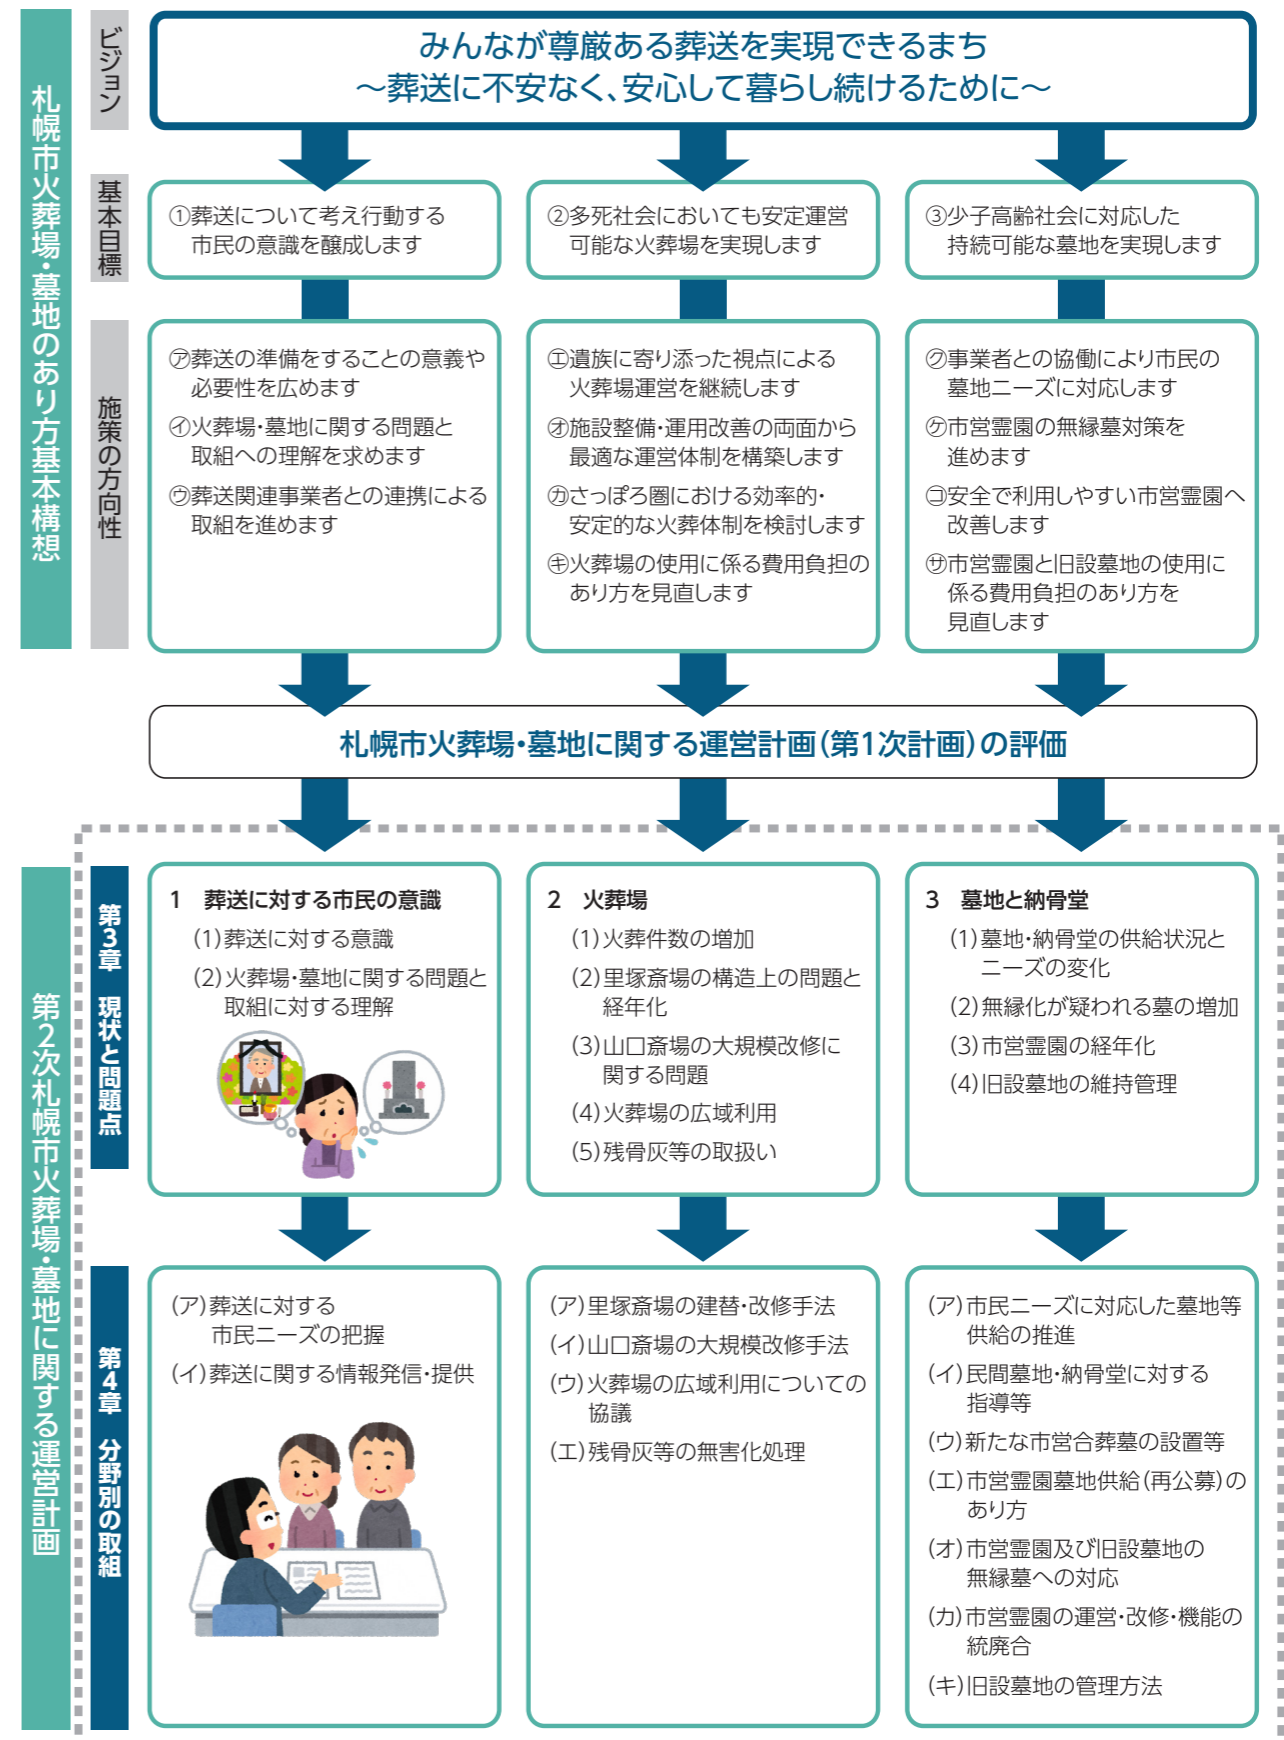 札幌市火葬場・墓地のあり方基本構想
ビジョン
みんなが尊厳ある葬送を実現できるまち
～葬送に不安なく、安心して暮らし続けるために～
基本目標
①葬送について考え行動する
市民の意識を醸成します
②多死社会においても安定運営
可能な火葬場を実現します
③少子高齢社会に対応した
持続可能な墓地を実現します
施策の方向性
㋐葬送の準備をすることの意義や
必要性を広めます
㋑火葬場・墓地に関する問題と
取組への理解を求めます
㋒葬送関連事業者との連携による
取組を進めます
㋓遺族に寄り添った視点による
火葬場運営を継続します
㋔施設整備・運用改善の両面から
最適な運営体制を構築します
㋕さっぽろ圏における効率的・
安定的な火葬体制を検討します
㋖火葬場の使用に係る費用負担の
あり方を見直します
㋗事業者との協働により市民の
墓地ニーズに対応します
㋘市営霊園の無縁墓対策を
進めます
㋙安全で利用しやすい市営霊園へ
改善します
㋚市営霊園と旧設墓地の使用に
係る費用負担のあり方を
見直します
札幌市火葬場・墓地に関する運営計画（第1次計画）の評価
第2次札幌市火葬場・墓地に関する運営計画
第3章 現状と問題点
1 葬送に対する市民の意識
（1）葬送に対する意識
（2）火葬場・墓地に関する問題と
取組に対する理解
2 火葬場
（1）火葬件数の増加
（2）里塚斎場の構造上の問題と
経年化
（3）山口斎場の大規模改修に
関する問題
（4）火葬場の広域利用
（5）残骨灰等の取扱い
3 墓地と納骨堂
（1）墓地・納骨堂の供給状況と
ニーズの変化
（2）無縁化が疑われる墓の増加
（3）市営霊園の経年化
（4）旧設墓地の維持管理
第4章 分野別の取組
（ア）葬送に対する
市民ニーズの把握
（イ）葬送に関する情報発信・提供
（ア）里塚斎場の建替・改修手法
（イ）山口斎場の大規模改修手法
（ウ）火葬場の広域利用についての
協議
（エ）残骨灰等の無害化処理
（ア）市民ニーズに対応した墓地等
供給の推進
（イ）民間墓地・納骨堂に対する
指導等
（ウ）新たな市営合葬墓の設置等
（エ）市営霊園墓地供給（再公募）の
あり方
（オ）市営霊園及び旧設墓地の
無縁墓への対応
（カ）市営霊園の運営・改修・機能の
統廃合
（キ）旧設墓地の管理方法